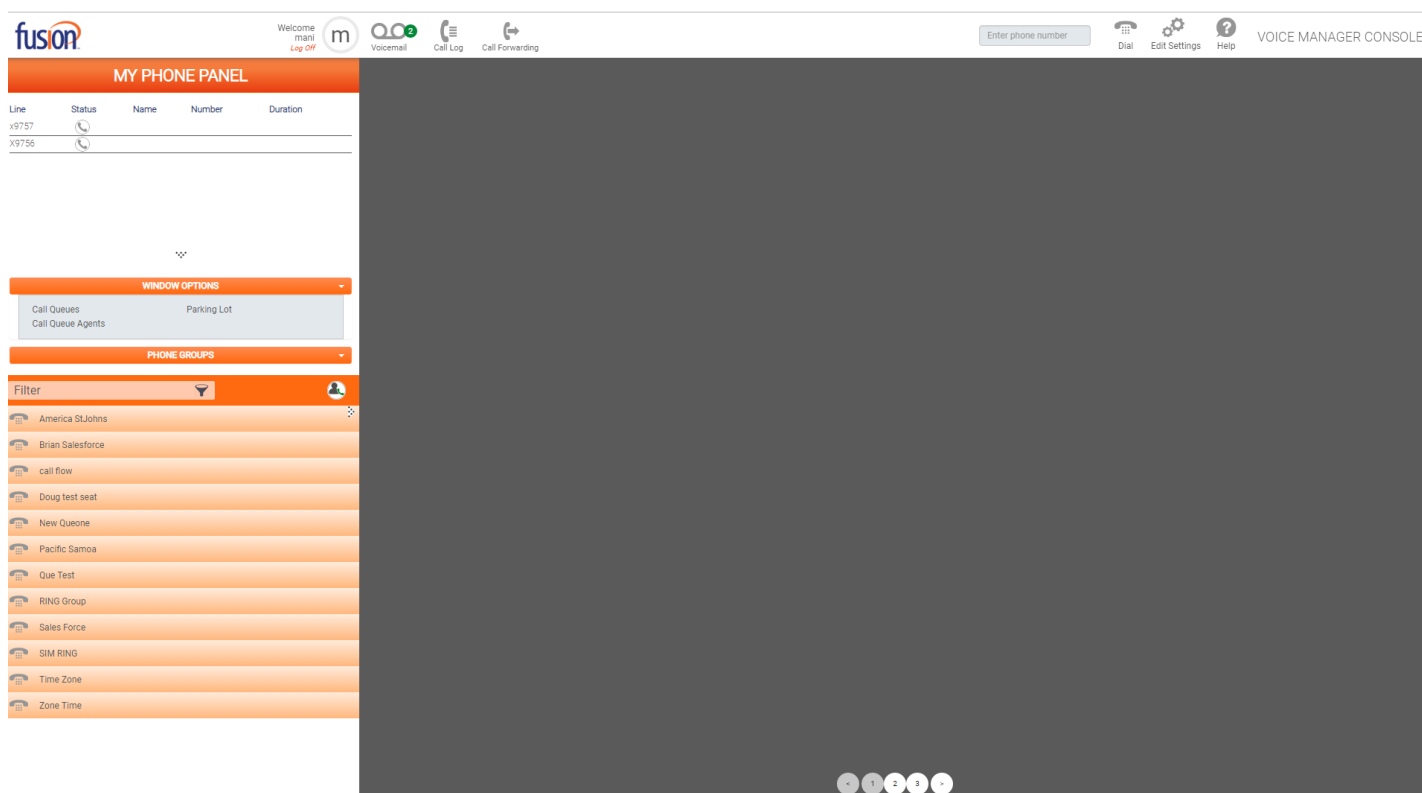 fusion
Welcome
mani
Log Off
m
2
Voicemail
Call Log
Call Forwarding
Enter phone number
Dial
Edit Settings
Help
VOICE MANAGER CONSOLE
MY PHONE PANEL
Line Status Name Number Duration
x9757
X9756
WINDOW OPTIONS
Call Queues Parking Lot
Call Queue Agents
PHONE GROUPS
Filter
America StJohns
Brian Salesforce
call flow
Doug test seat
New Queone
Pacific Samoa
Que Test
RING Group
Sales Force
SIM RING
Time Zone
Zone Time
< 1 2 3 >